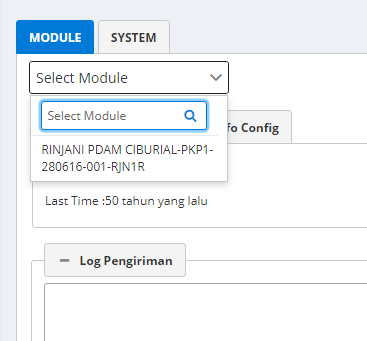 MODULE
SYSTEM
Select Module
Select Module
RINJANI PDAM CIBURIAL-PKP1-
280616-001-RJN1R
fo Config
Last Time :50 tahun yang lalu
Log Pengiriman